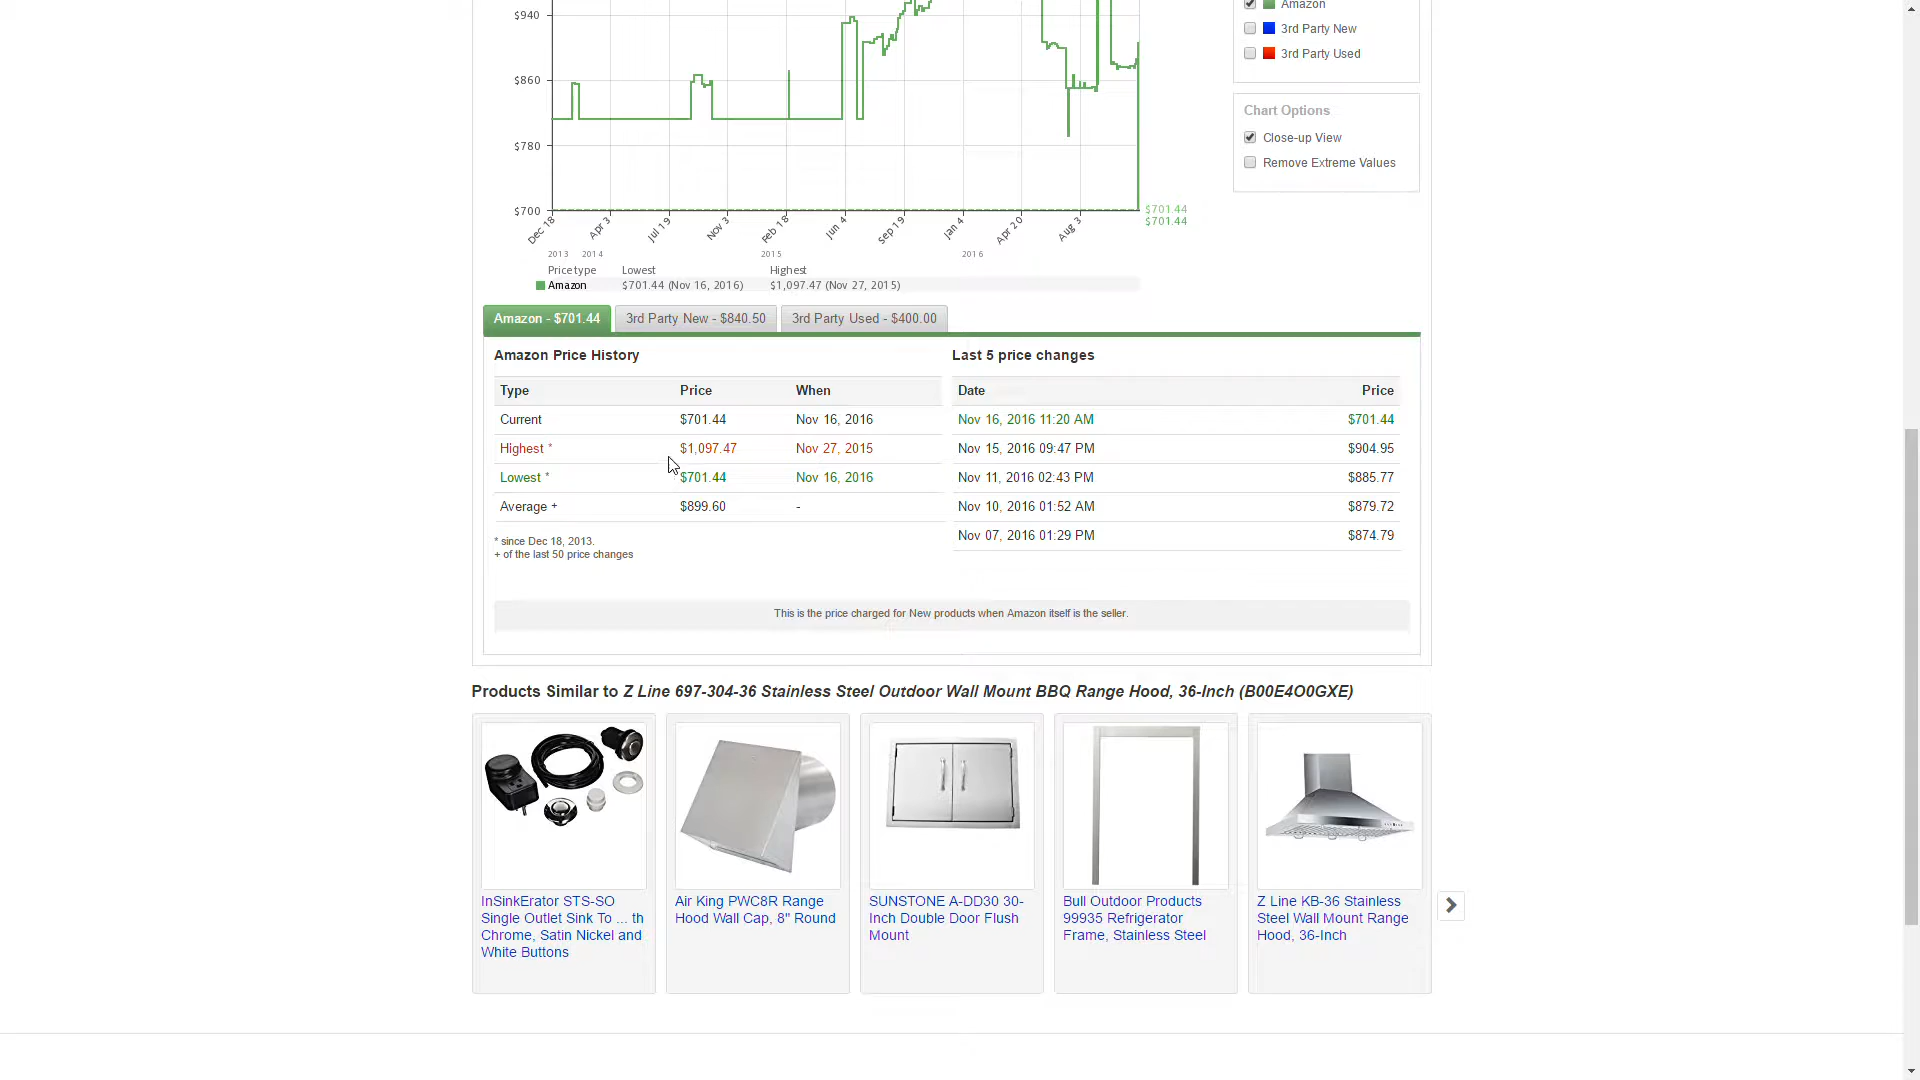 Amazon
$940
3rd Party New
3rd Party Used
$860
Chart Options
Close-up View
$780
Remove Extreme Values
$700
$701.44
$701.44
Dec 18
Apr 3
Jul 19
Nov 3
Feb 18
Jun 4
Sep 19
Jan 4
Apr 20
Aug 3
2013 2014 2015 2016
Price type Lowest Highest
Amazon $701.44 (Nov 16, 2016) $1,097.47 (Nov 27, 2015)
Amazon - $701.44 3rd Party New - $840.50 3rd Party Used - $400.00
Amazon Price History
Type Price When
Current $701.44 Nov 16, 2016
Highest * $1,097.47 Nov 27, 2015
Lowest * $701.44 Nov 16, 2016
Average + $899.60 -
* since Dec 18, 2013.
+ of the last 50 price changes
Last 5 price changes
Date Price
Nov 16, 2016 11:20 AM $701.44
Nov 15, 2016 09:47 PM $904.95
Nov 11, 2016 02:43 PM $885.77
Nov 10, 2016 01:52 AM $879.72
Nov 07, 2016 01:29 PM $874.79
This is the price charged for New products when Amazon itself is the seller.
Products Similar to Z Line 697-304-36 Stainless Steel Outdoor Wall Mount BBQ Range Hood, 36-Inch (B00E4O0GXE)
InSinkErator STS-SO
Single Outlet Sink To ... th
Chrome, Satin Nickel and
White Buttons
Air King PWC8R Range
Hood Wall Cap, 8" Round
SUNSTONE A-DD30 30-
Inch Double Door Flush
Mount
Bull Outdoor Products
99935 Refrigerator
Frame, Stainless Steel
Z Line KB-36 Stainless
Steel Wall Mount Range
Hood, 36-Inch